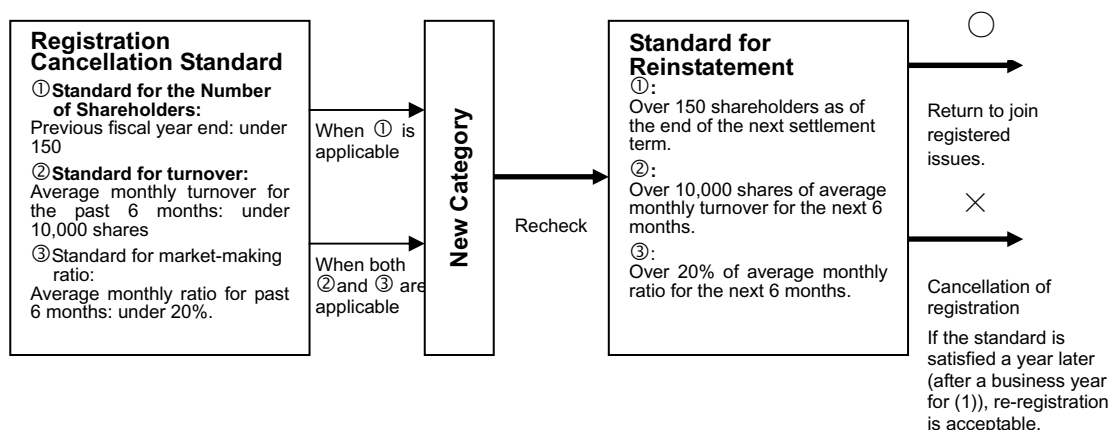 Registration
Cancellation Standard
①Standard for the Number
of Shareholders:
Previous fiscal year end: under
150
②Standard for turnover:
Average monthly turnover for
the past 6 months: under
10,000 shares
③Standard for market-making
ratio:
Average monthly ratio for past
6 months: under 20%.
When ① is
applicable
When both
②and ③ are
applicable
New Category
Recheck
Standard for
Reinstatement
①:
Over 150 shareholders as of
the end of the next settlement
term.
②:
Over 10,000 shares of average
monthly turnover for the next 6
months.
③:
Over 20% of average monthly
ratio for the next 6 months.
○
Return to join
registered
issues.
×
Cancellation of
registration
If the standard is
satisfied a year later
(after a business year
for (1)), re-registration
is acceptable.